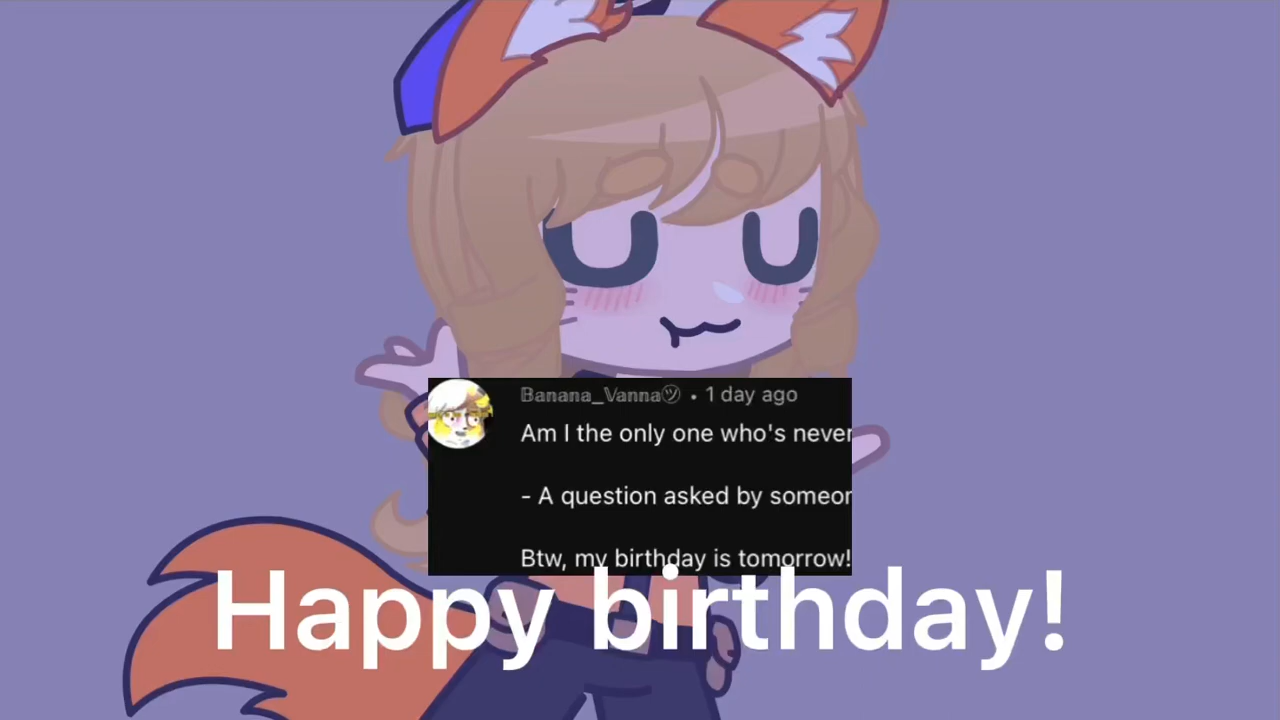 Banana_Vannaツ • 1 day ago
Am I the only one who's never
- A question asked by someon
Btw, my birthday is tomorrow!
Happy birthday!